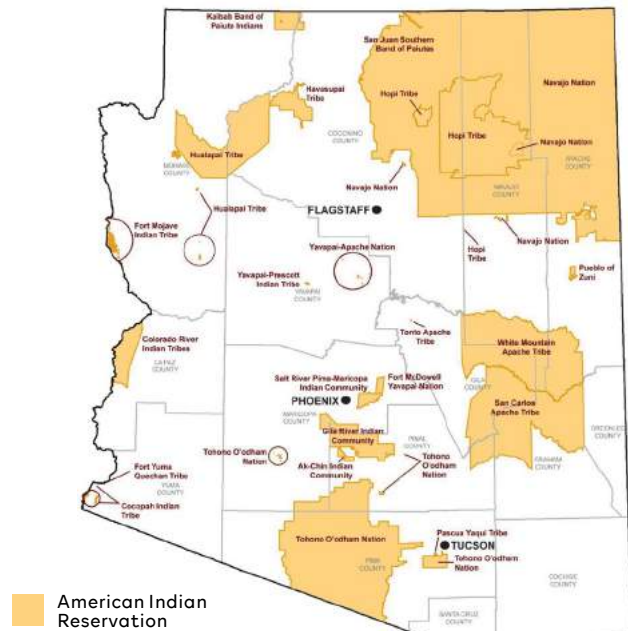 Kaibab Band of
Paiute Indians
San Juan Southern
Band of Paiutes
Havasupai
Tribe
Navajo Nation
Hopi Tribe
COCONINO
COUNTY
Hopi Tribe
Navajo Nation
Hualapai Tribe
MOHAVE
COUNTY
APACHE
COUNTY
NAVAJO
COUNTY
Navajo Nation
Hualapai Tribe
FLAGSTAFF
Fort Mojave
Indian Tribe
Yavapai-Apache Nation
Hopi
Tribe
Navajo Nation
Pueblo of
Zuni
Yavapai-Prescott
Indian Tribe
YAVAPAI
COUNTY
Tonto Apache
Tribe
Colorado River
Indian Tribes
LA PAZ
COUNTY
White Mountain
Apache Tribe
Salt River Pima-Maricopa
Indian Community
Fort McDowell
Yavapai Nation
GILA
COUNTY
PHOENIX
MARICOPA
COUNTY
San Carlos
Apache Tribe
Gila River Indian
Community
GREENLEE
COUNTY
PINAL
COUNTY
Tohono O'odham
Nation
Ak-Chin Indian
Community
Tohono
O'odham
Nation
GRAHAM
COUNTY
Fort Yuma
Quechan Tribe
YUMA
COUNTY
Cocopah Indian
Tribe
Pascua Yaqui Tribe
Tohono O'odham Nation
TUCSON
PIMA
COUNTY
Tohono O'odham
Nation
COCHISE
COUNTY
SANTA CRUZ
COUNTY
American Indian
Reservation